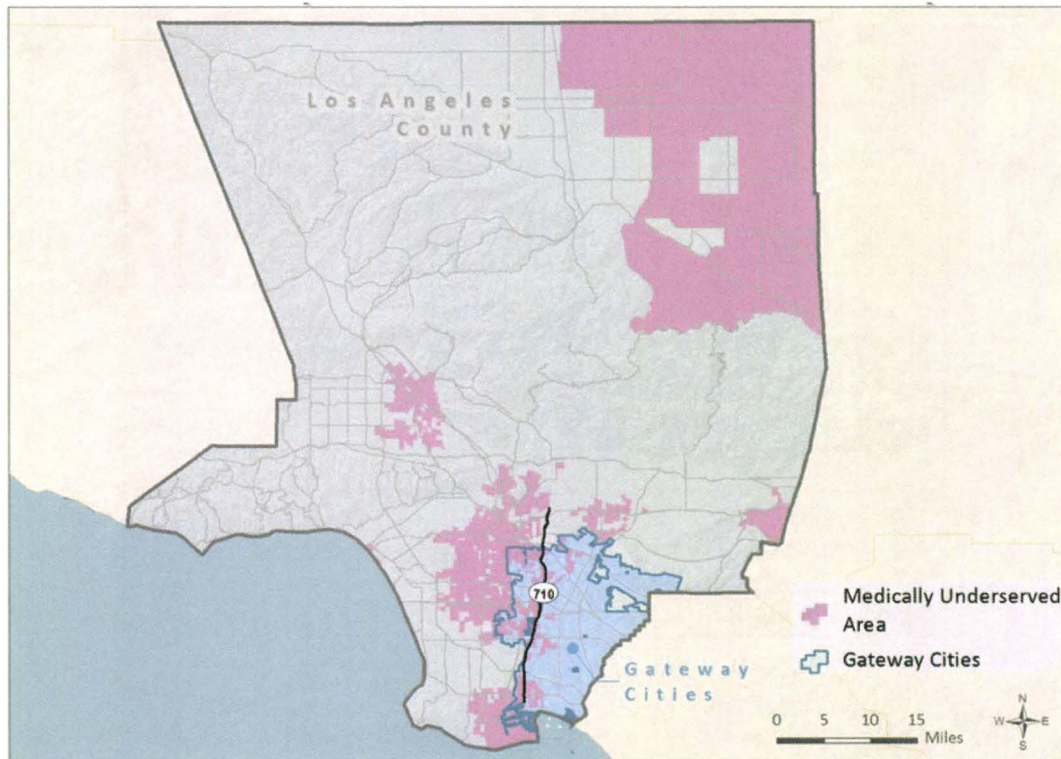 Los Angeles
County
710
Medically Underserved
Area
Gateway Cities
Gateway
Cities
0 5 10 15
Miles
N
W E
S